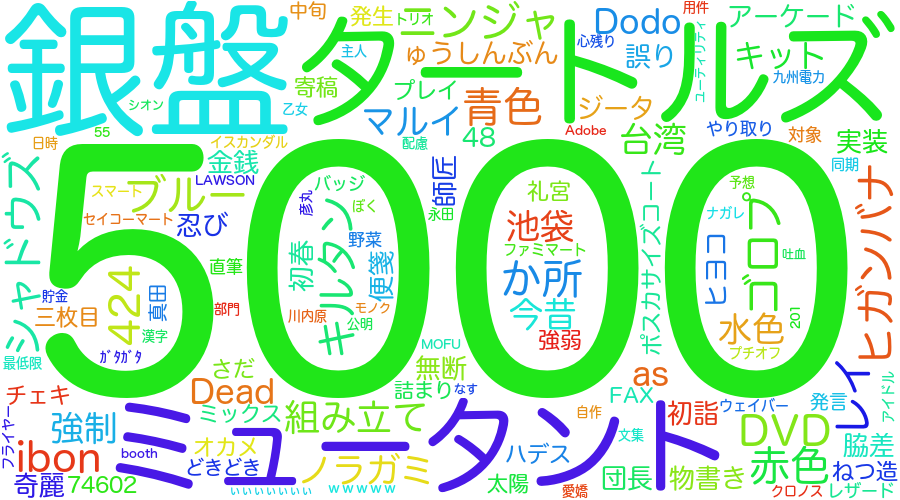 銀盤
タートルズ
5000
ミュータント
中旬
発生
トリオ
ニンジャ
Dodo
用件
アーケード
主人
ゅうしんぶん
心残り
誤り
ユーティリティ
キット
九州電力
シオン
乙女
寄稿
プレイ
マルイ
青色
ジータ
やり取り
対象
実装
55
日時
イスカンダル
配慮
48
Adobe
台湾
同期
金銭
LAWSON
バッジ
師匠
礼宮
予想
スマート
ブルー
彦丸
ぼく
永田
池袋
ポスカサイズコート
ナガレ
ヒガンバナ
シャドウズ
セイコーマート
忍び
初春
キルタン
野菜
ファミマート
か所
ヒヨコ
ゴロプ
吐血
直筆
便箋
貯金
424
真田
部門
モノク
今昔
水色
201
三枚目
漢字
川内原
公明
強弱
プチオフ
最低限
ｶﾞﾀｶﾞﾀ
MOFU
さだ
無断
as
レイ
チェキ
Dead
詰まり
なす
FAX
アイドル
フライヤー
強制
ミックス
組み立て
自作
初詣
ウェイバー
発言
booth
オカメ
文集
DVD
脇差
ibon
どきどき
ノラガミ
ハデス
赤色
ねつ造
奇麗
74602
ぃぃぃぃぃぃぃ
ｗｗｗｗｗ
太陽
愛嬌
団長
物書き
クロノス
レザード